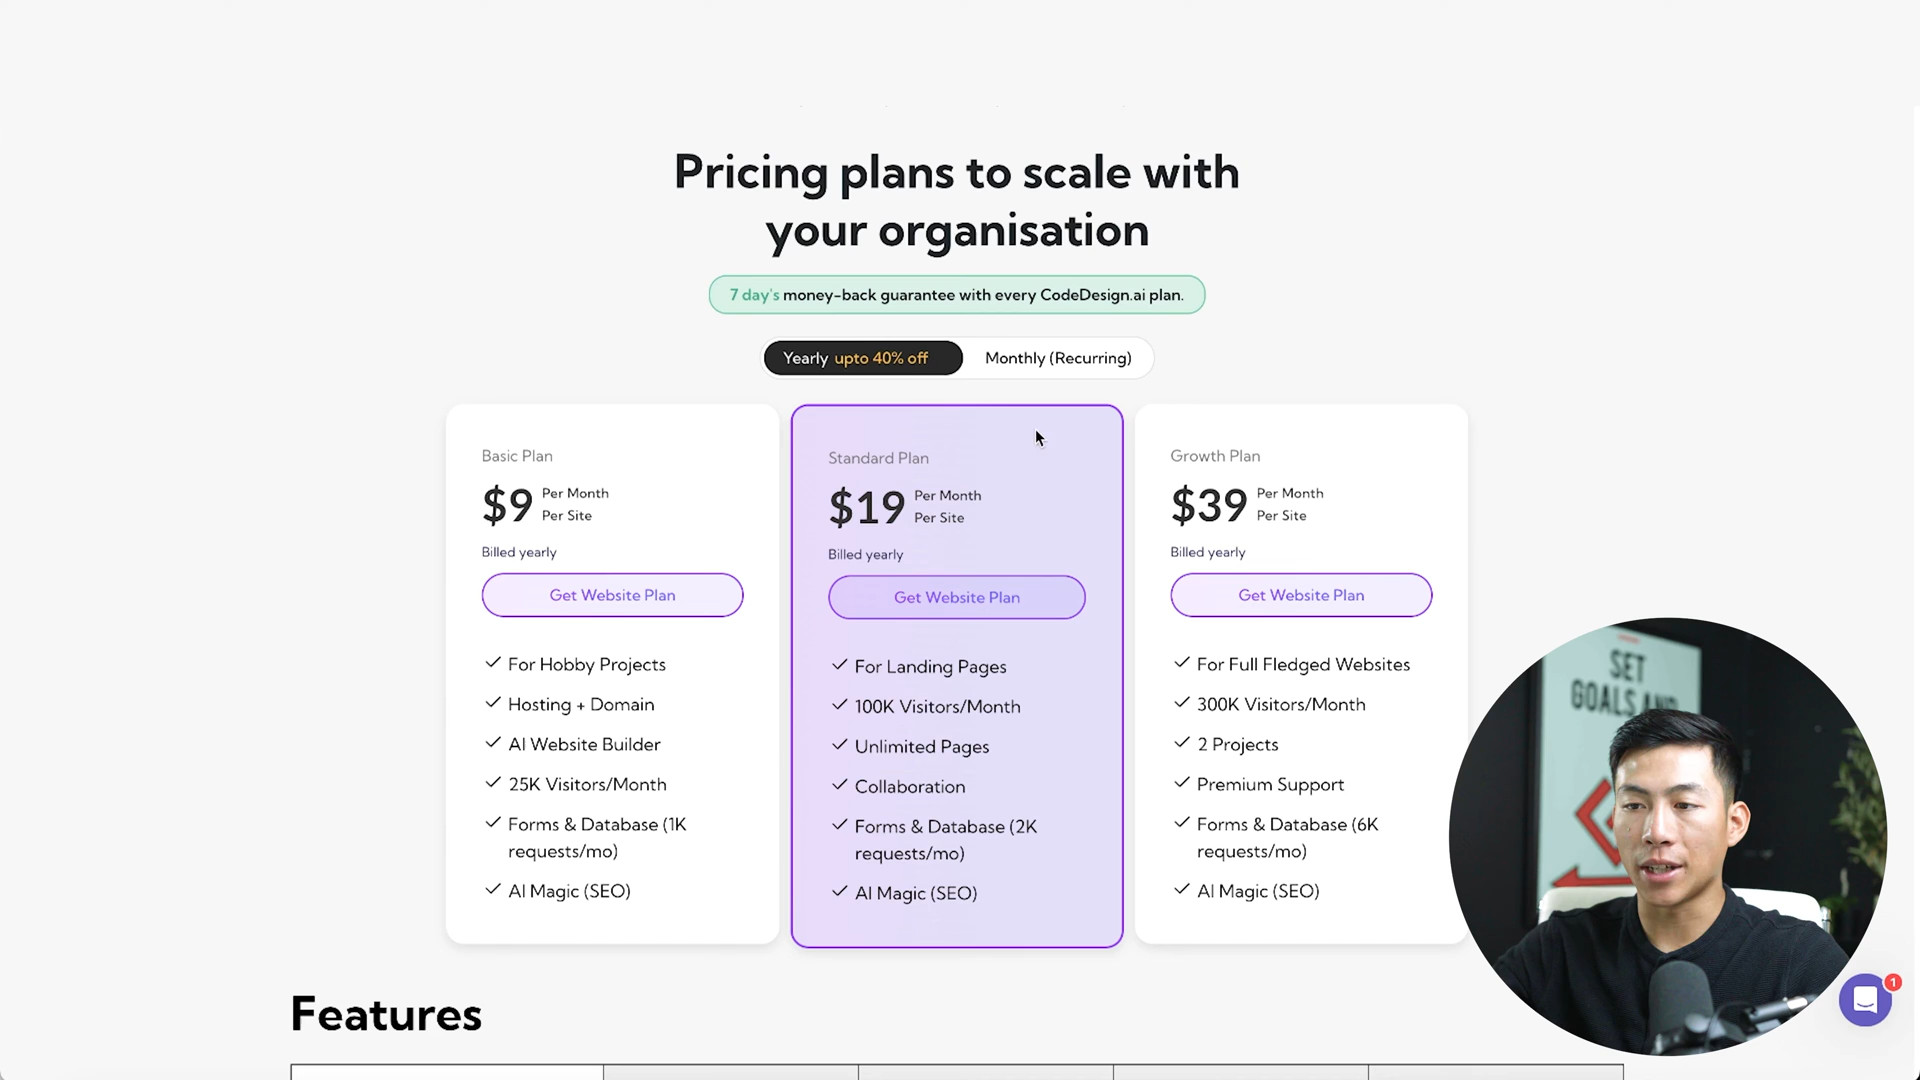 Pricing plans to scale with
your organisation
7 day's money-back guarantee with every CodeDesign.ai plan.
Yearly upto 40% off
Monthly (Recurring)
Basic Plan
$9 Per Month
Per Site
Billed yearly
Get Website Plan
For Hobby Projects
Hosting + Domain
AI Website Builder
25K Visitors/Month
Forms & Database (1K
requests/mo)
AI Magic (SEO)
Standard Plan
$19 Per Month
Per Site
Billed yearly
Get Website Plan
For Landing Pages
100K Visitors/Month
Unlimited Pages
Collaboration
Forms & Database (2K
requests/mo)
AI Magic (SEO)
Growth Plan
$39 Per Month
Per Site
Billed yearly
Get Website Plan
For Full Fledged Websites
300K Visitors/Month
2 Projects
Premium Support
Forms & Database (6K
requests/mo)
AI Magic (SEO)
SET
GOALS AND
1
Features